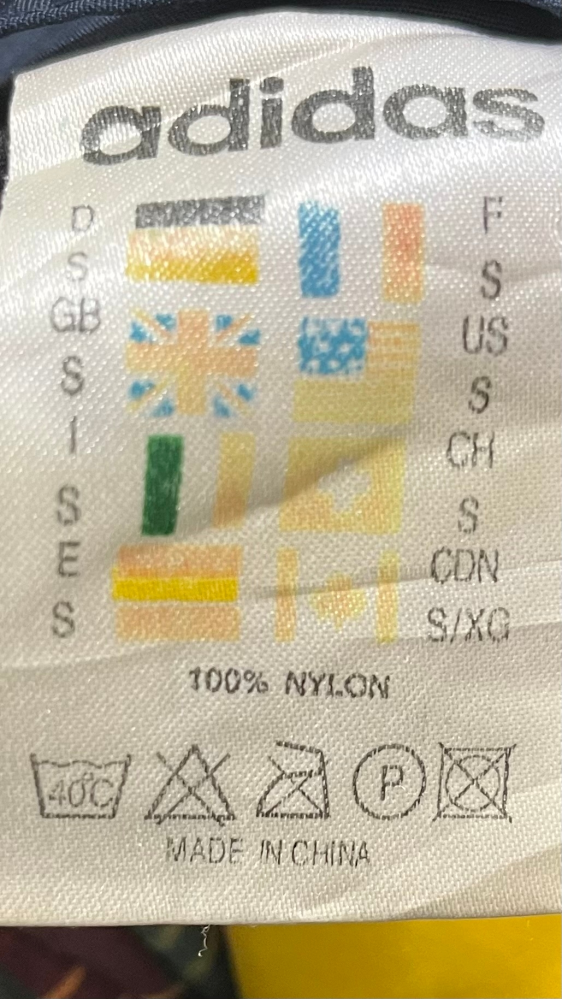 adidas
D F
S S
GB US
S S
I CH
S S
E CDN
S S/XG
100% NYLON
40°C P
MADE IN CHINA